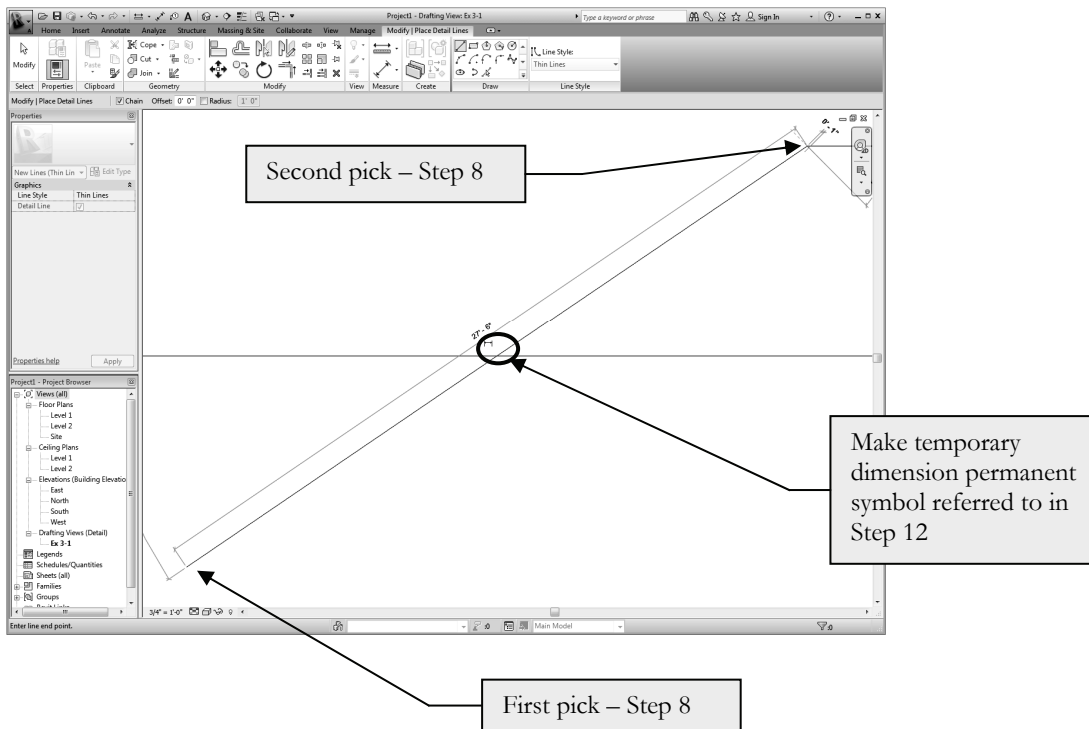 Project1 - Drafting View: Ex 3-1
Type a keyword or phrase
Sign In
Home Insert Annotate Analyze Structure Massing & Site Collaborate View Manage Modify | Place Detail Lines
Modify
Paste
Cope
Cut
Join
Line Style:
Thin Lines
Select Properties Clipboard Geometry Modify View Measure Create Draw Line Style
Modify | Place Detail Lines Chain Offset: 0' 0" Radius: 1' 0"
Properties
New Lines (Thin Lin Edit Type
Graphics
Line Style Thin Lines
Detail Line
Properties help Apply
Project1 - Project Browser
Views (all)
Floor Plans
Level 1
Level 2
Site
Ceiling Plans
Level 1
Level 2
Elevations (Building Elevatio
East
North
South
West
Drafting Views (Detail)
Ex 3-1
Legends
Schedules/Quantities
Sheets (all)
Families
Groups
Revit Links
2D
Second pick – Step 8
21' - 6"
Make temporary
dimension permanent
symbol referred to in
Step 12
3/4" = 1'-0"
Enter line end point.
:0
Main Model
:0
First pick – Step 8